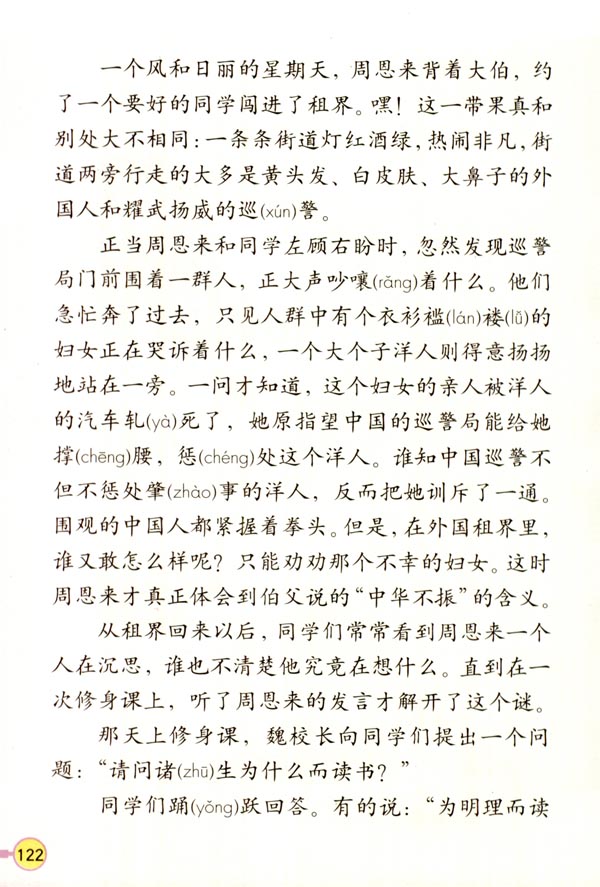 一个风和日丽的星期天，周恩来背着大伯，约
了一个要好的同学闯进了租界。嘿！这一带果真和
别处大不相同：一条条街道灯红酒绿，热闹非凡，街
道两旁行走的大多是黄头发、白皮肤、大鼻子的外
国人和耀武扬威的巡(xún)警。
正当周恩来和同学左顾右盼时，忽然发现巡警
局门前围着一群人，正大声吵嚷(rǎng)着什么。他们
急忙奔了过去，只见人群中有个衣衫褴(lán)褛(lǚ)的
妇女正在哭诉着什么，一个大个子洋人则得意扬扬
地站在一旁。一问才知道，这个妇女的亲人被洋人
的汽车轧(yà)死了，她原指望中国的巡警局能给她
撑(chēng)腰，惩(chéng)处这个洋人。谁知中国巡警不
但不惩处肇(zhào)事的洋人，反而把她训斥了一通。
围观的中国人都紧握着拳头。但是，在外国租界里，
谁又敢怎么样呢？只能劝劝那个不幸的妇女。这时
周恩来才真正体会到伯父说的“中华不振”的含义。
从租界回来以后，同学们常常看到周恩来一个
人在沉思，谁也不清楚他究竟在想什么。直到在一
次修身课上，听了周恩来的发言才解开了这个谜。
那天上修身课，魏校长向同学们提出一个问
题：“请问诸(zhū)生为什么而读书？”
同学们踊(yǒng)跃回答。有的说：“为明理而读
122